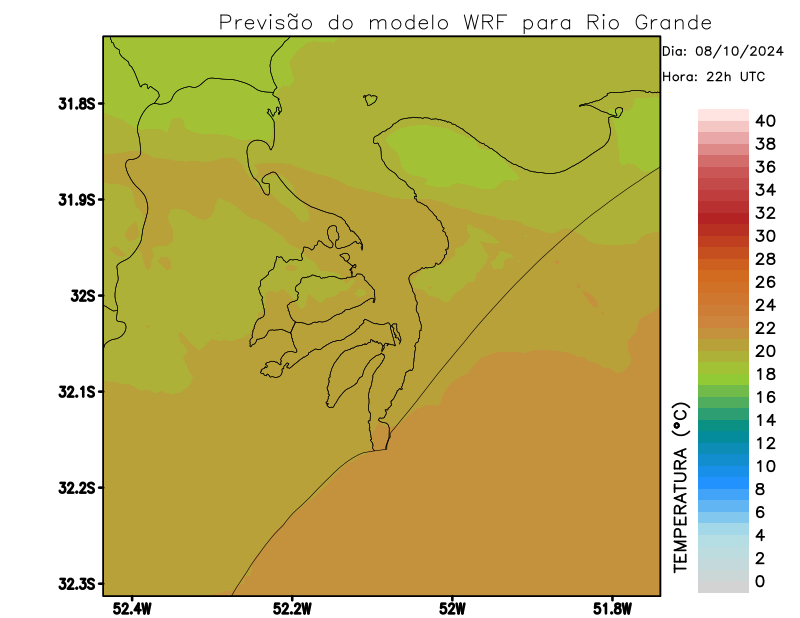 Previsão do modelo WRF para Rio Grande
Dia: 08/10/2024
Hora: 22h UTC
31.8S
31.9S
32S
32.1S
32.2S
32.3S
52.4W
52.2W
52W
51.8W
TEMPERATURA (°C)
40
38
36
34
32
30
28
26
24
22
20
18
16
14
12
10
8
6
4
2
0